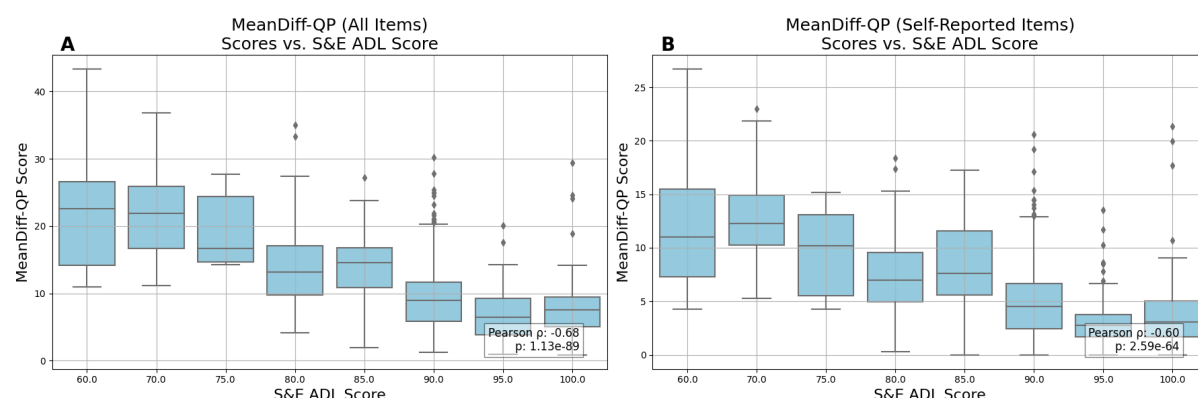 A
MeanDiff-QP (All Items)
Scores vs. S&E ADL Score
MeanDiff-QP Score
40
30
20
10
0
Pearson ρ: -0.68
p: 1.13e-89
60.0 70.0 75.0 80.0 85.0 90.0 95.0 100.0
S&E ADL Score
B
MeanDiff-QP (Self-Reported Items)
Scores vs. S&E ADL Score
MeanDiff-QP Score
25
20
15
10
5
0
Pearson ρ: -0.60
p: 2.59e-64
60.0 70.0 75.0 80.0 85.0 90.0 95.0 100.0
S&E ADL Score